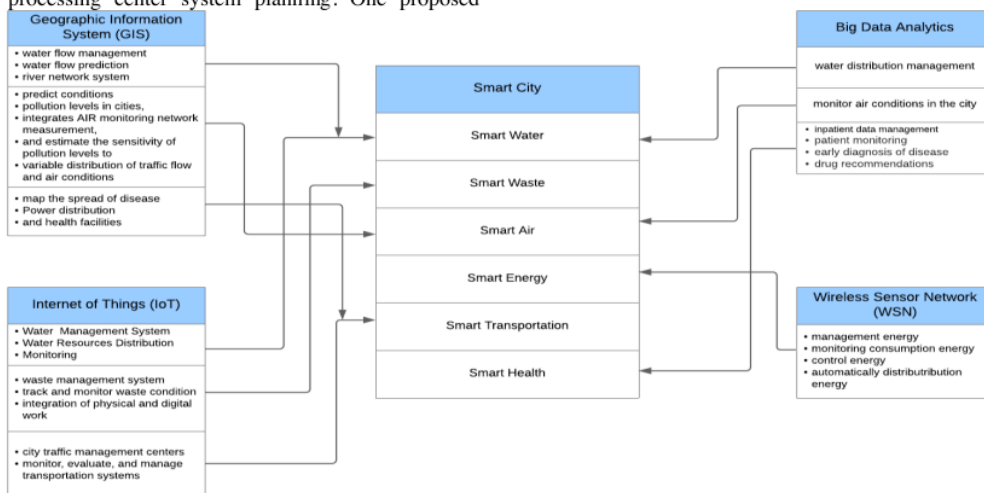 processing center system planning. One proposed
Geographic Information
System (GIS)
• water flow management
• water flow prediction
• river network system
• predict conditions
• pollution levels in cities,
• integrates AIR monitoring network
measurement,
• and estimate the sensitivity of
pollution levels to
• variable distribution of traffic flow
and air conditions
• map the spread of disease
• Power distribution
• and health facilities
Internet of Things (IoT)
• Water Management System
• Water Resources Distribution
• Monitoring
• waste management system
• track and monitor waste condition
• integration of physical and digital
work
• city traffic management centers
• monitor, evaluate, and manage
transportation systems
Smart City
Smart Water
Smart Waste
Smart Air
Smart Energy
Smart Transportation
Smart Health
Big Data Analytics
water distribution management
monitor air conditions in the city
• inpatient data management
• patient monitoring
• early diagnosis of disease
• drug recommendations
Wireless Sensor Network
(WSN)
• management energy
• monitoring consumption energy
• control energy
• automatically distributribution
energy